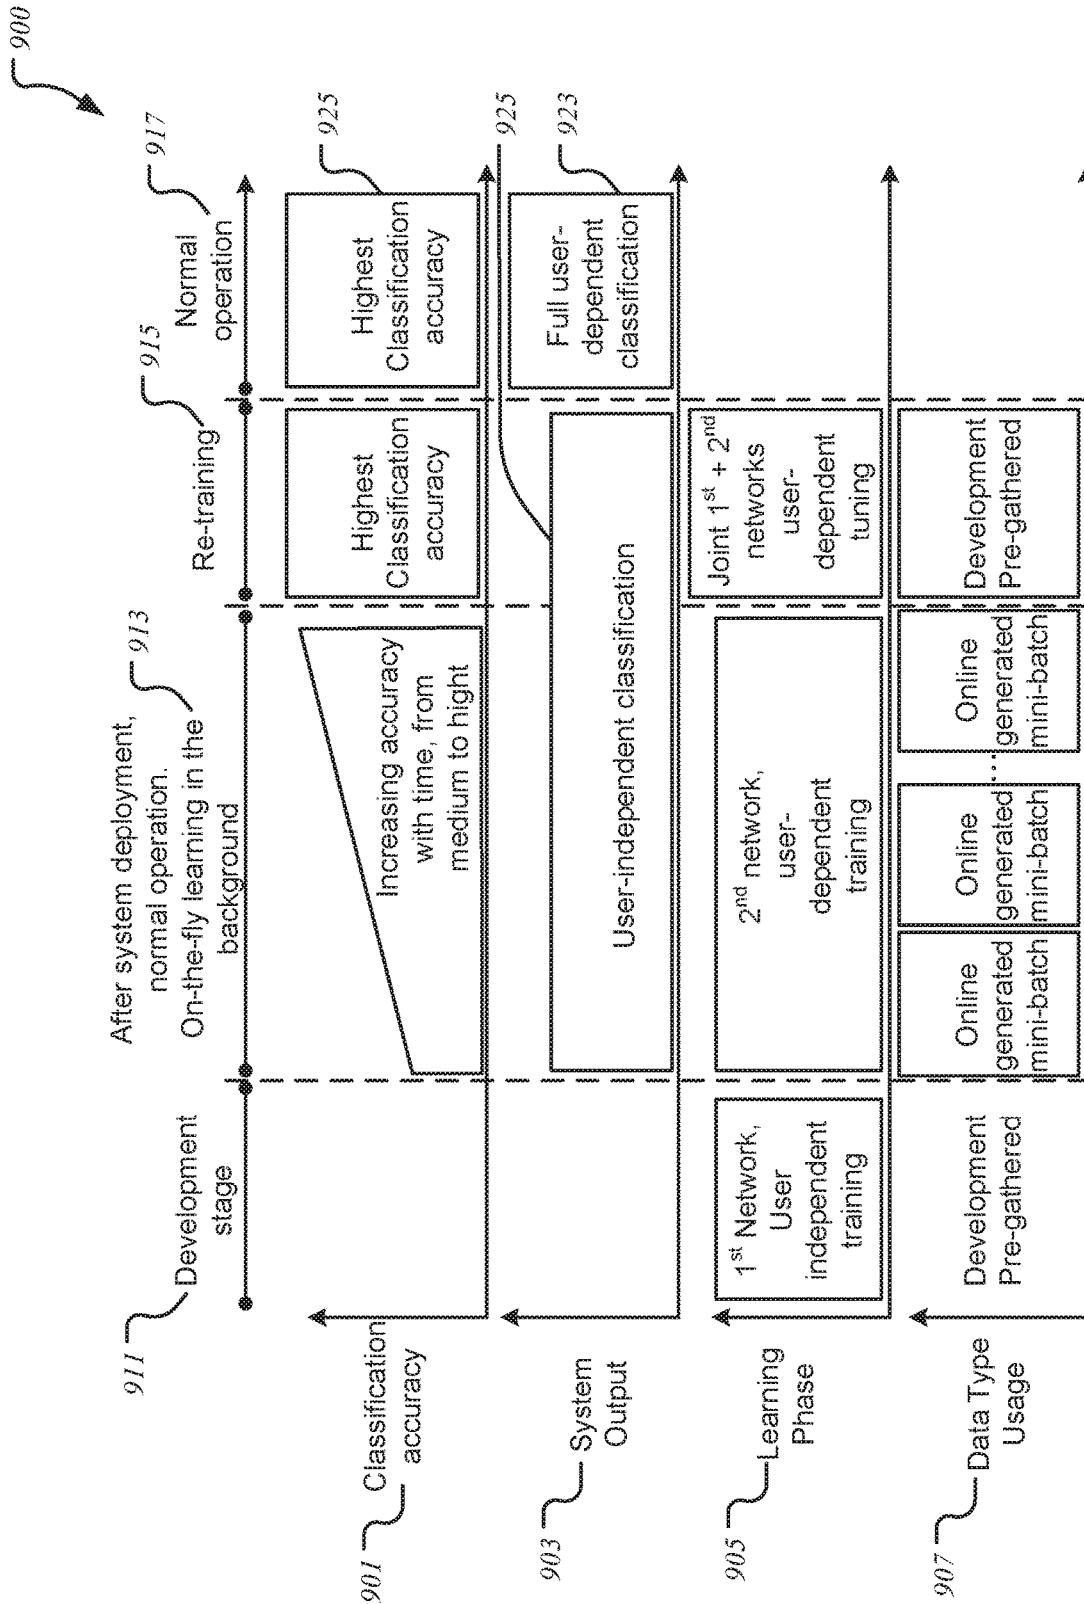 900
After system deployment,
normal operation.
On-the-fly learning in the
background
913
911
Development
stage
Re-training
915
Normal
operation
917
901
Classification
accuracy
Increasing accuracy
with time, from
medium to hight
Highest
Classification
accuracy
Highest
Classification
accuracy
925
903
System
Output
User-independent classification
925
Full user-
dependent
classification
923
905
Learning
Phase
1st Network,
User
independent
training
2nd network,
user-
dependent
training
Joint 1st + 2nd
networks
user-
dependent
tuning
907
Data Type
Usage
Development
Pre-gathered
Online
generated
mini-batch
Online
generated
mini-batch
....
Online
generated
mini-batch
Development
Pre-gathered